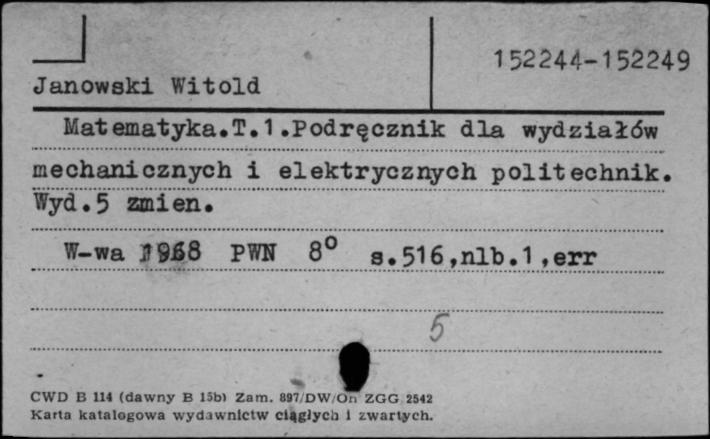 152244-152249
Janowski Witold
Matematyka.T.1.Podręcznik dla wydziałów
mechanicznych i elektrycznych politechnik.
Wyd.5 zmien.
W-wa 1968 PWN 8° s.516,nlb.1,err
5
CWD B 114 (dawny B 15b) Zam. 897/DW/On ZGG 2542
Karta katalogowa wydawnictw ciągłych i zwartych.